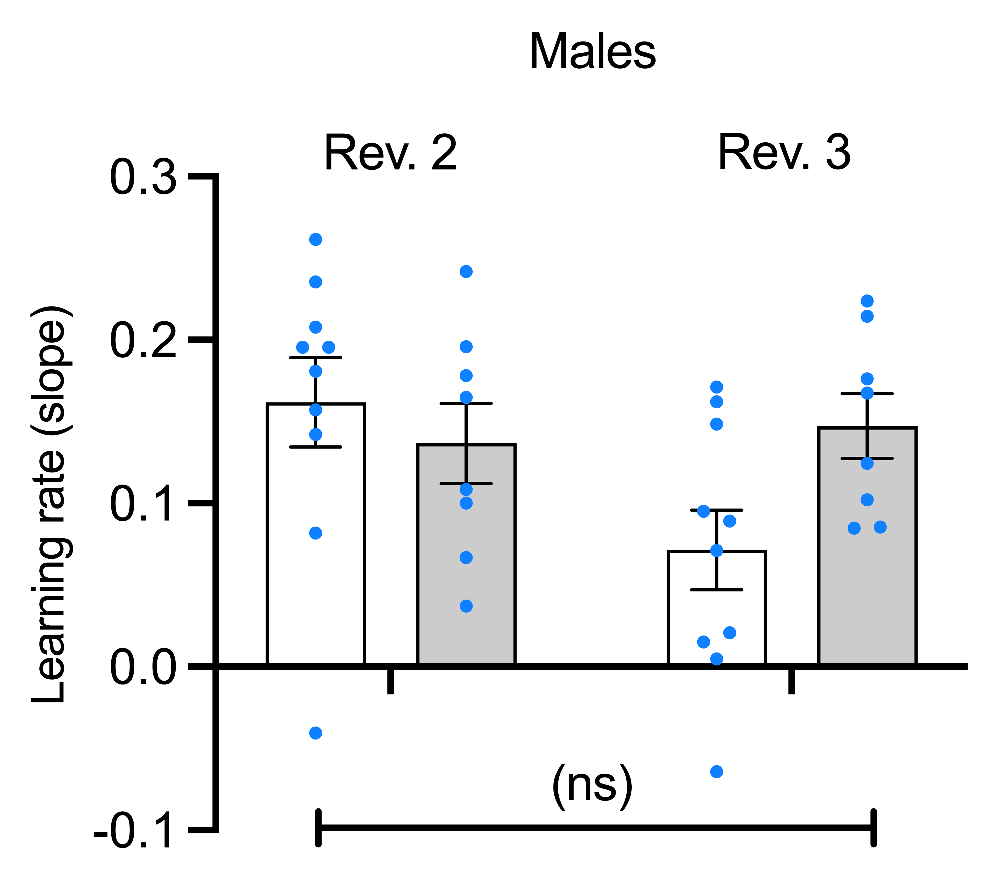 Males
Rev. 2
Rev. 3
Learning rate (slope)
0.3
0.2
0.1
0.0
-0.1
(ns)